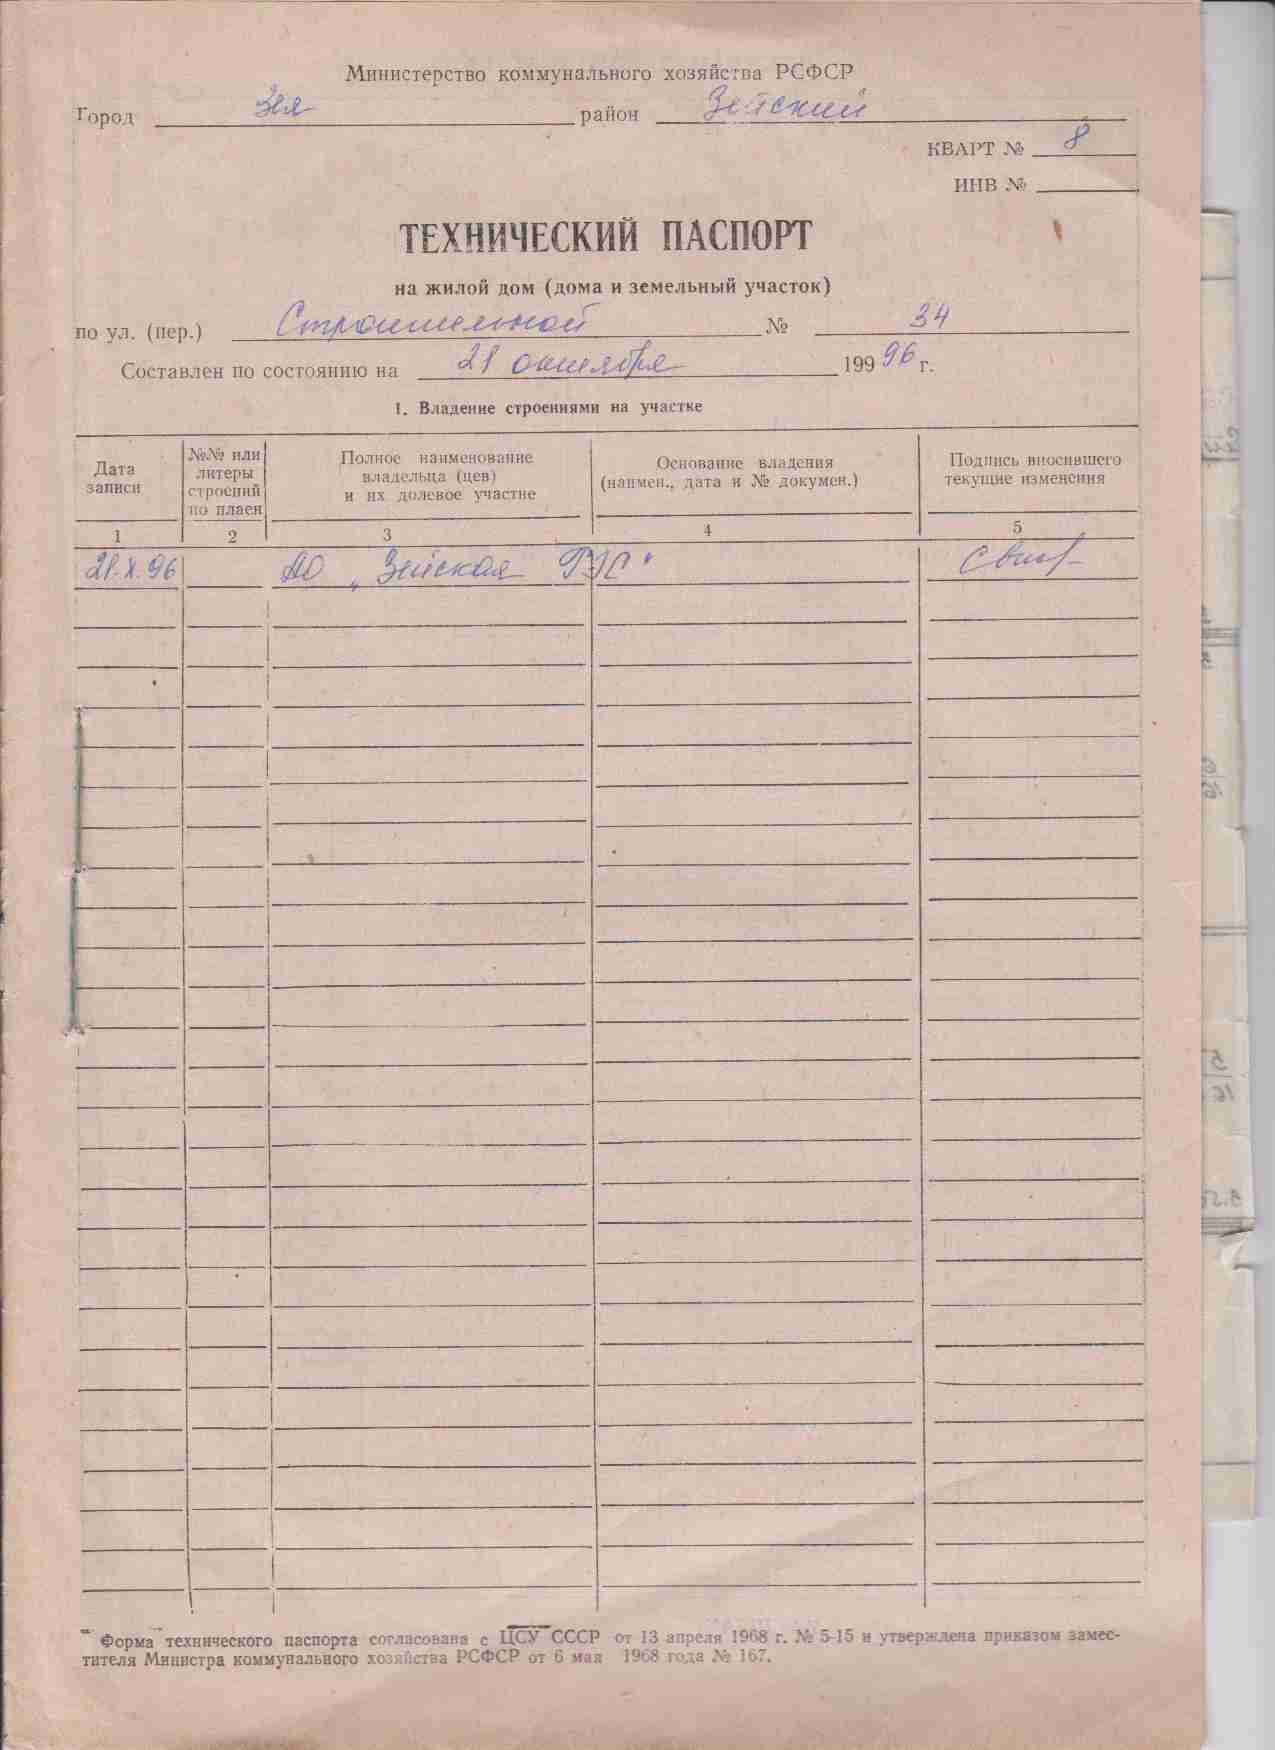 Министерство коммунального хозяйства РСФСР
Город Зея район Зейский
КВАРТ № 8
ИНВ №
ТЕХНИЧЕСКИЙ ПАСПОРТ
на жилой дом (дома и земельный участок)
по ул. (пер.) Строительной № 34
Составлен по состоянию на 21 октября 199 96 г.
I. Владение строениями на участке
Дата записи
№№ или литеры строений по плаен
Полное наименование владельца (цев) и их долевое участие
Основание владения (наимен., дата и № докумен.)
Подпись вносившего текущие изменения
1 2 3 4 5
21.X.96 АО „Зейская ГЭС"
Форма технического паспорта согласована с ЦСУ СССР от 13 апреля 1968 г. № 5-15 и утверждена приказом замес-
тителя Министра коммунального хозяйства РСФСР от 6 мая 1968 года № 167.